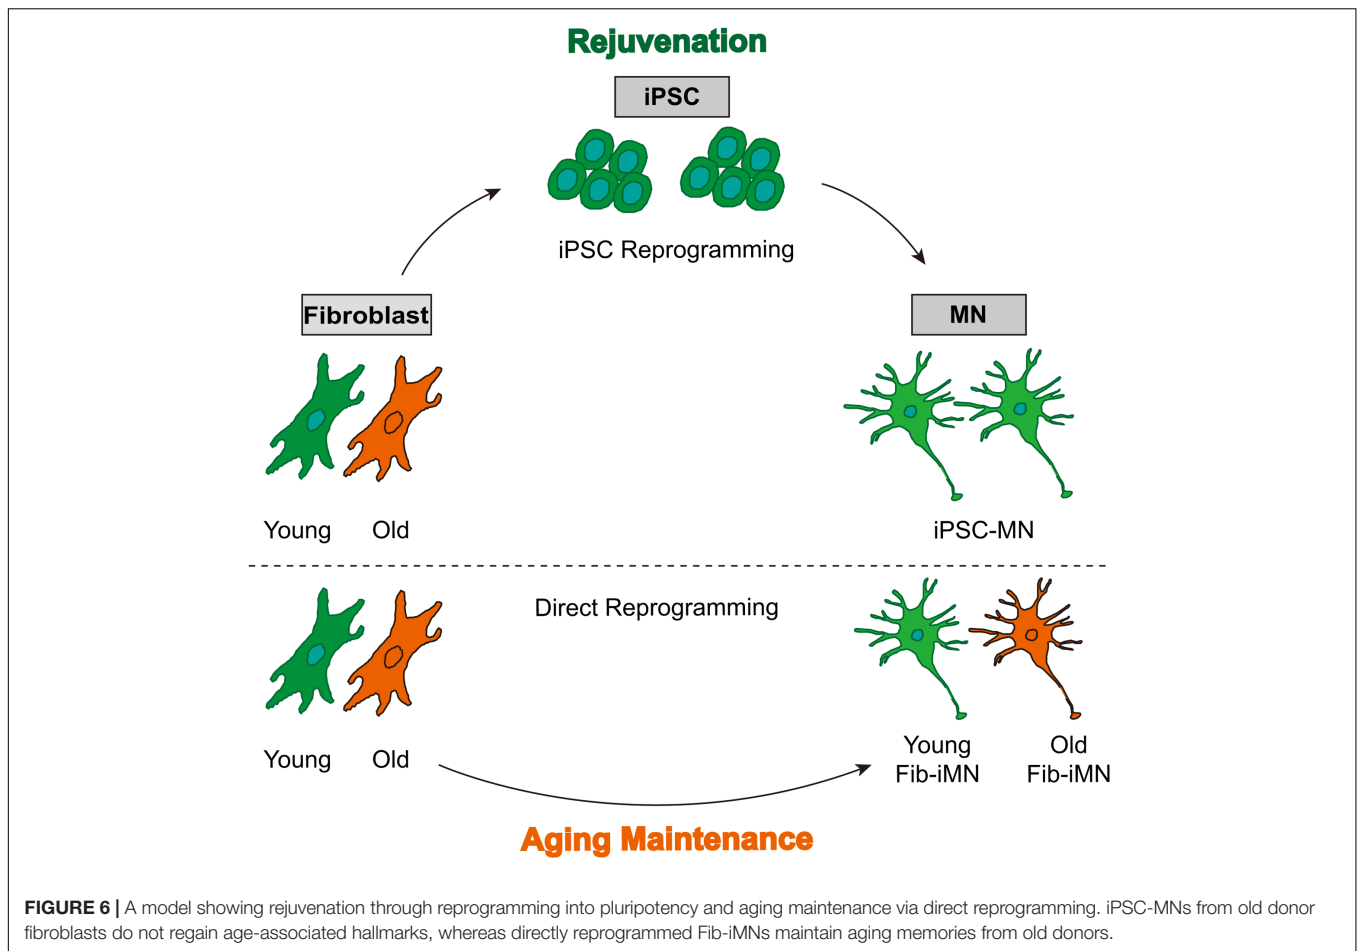 Rejuvenation
iPSC
iPSC Reprogramming
Fibroblast
MN
Young Old
iPSC-MN
Direct Reprogramming
Young Old
Young
Fib-iMN
Old
Fib-iMN
Aging Maintenance
FIGURE 6 | A model showing rejuvenation through reprogramming into pluripotency and aging maintenance via direct reprogramming. iPSC-MNs from old donor
fibroblasts do not regain age-associated hallmarks, whereas directly reprogrammed Fib-iMNs maintain aging memories from old donors.